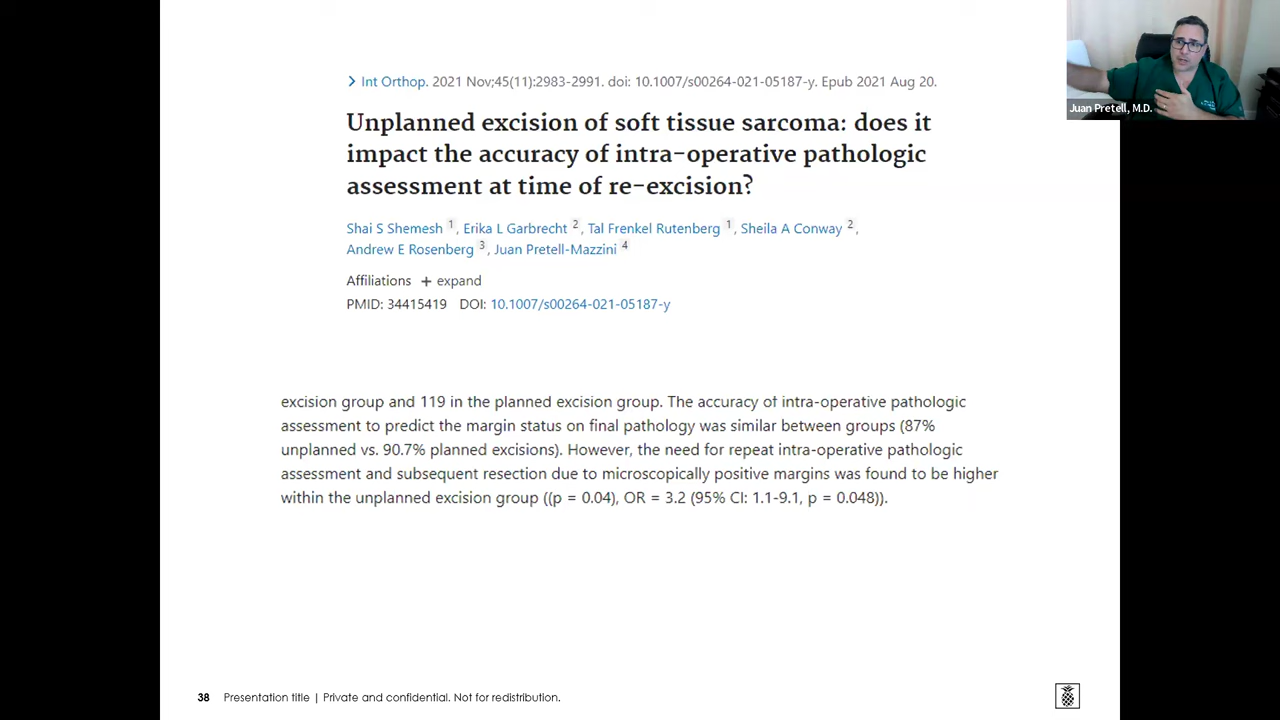 > Int Orthop. 2021 Nov;45(11):2983-2991. doi: 10.1007/s00264-021-05187-y. Epub 2021 Aug 20.
Unplanned excision of soft tissue sarcoma: does it
impact the accuracy of intra-operative pathologic
assessment at time of re-excision?
Shai S Shemesh 1, Erika L Garbrecht 2, Tal Frenkel Rutenberg 1, Sheila A Conway 2,
Andrew E Rosenberg 3, Juan Pretell-Mazzini 4
Affiliations + expand
PMID: 34415419 DOI: 10.1007/s00264-021-05187-y
excision group and 119 in the planned excision group. The accuracy of intra-operative pathologic
assessment to predict the margin status on final pathology was similar between groups (87%
unplanned vs. 90.7% planned excisions). However, the need for repeat intra-operative pathologic
assessment and subsequent resection due to microscopically positive margins was found to be higher
within the unplanned excision group ((p = 0.04), OR = 3.2 (95% CI: 1.1-9.1, p = 0.048)).
38 Presentation title | Private and confidential. Not for redistribution.
Juan Pretell, M.D.